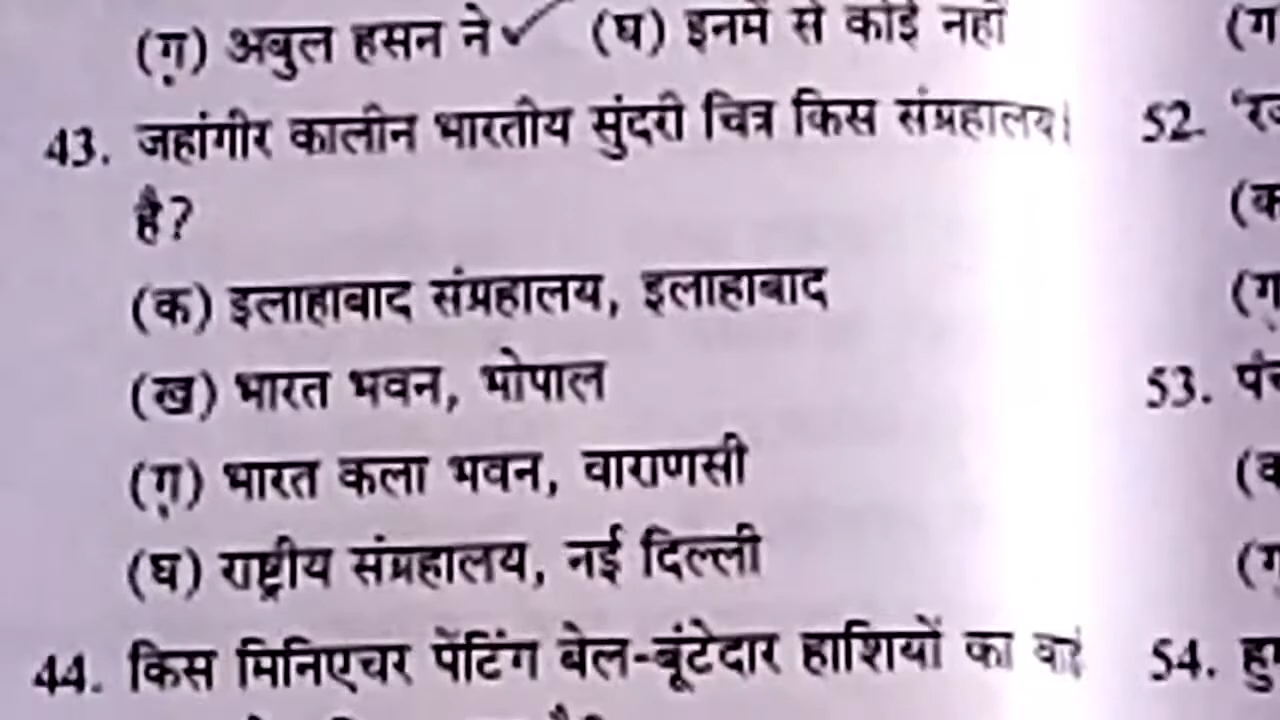 (ग) अबुल हसन ने✓ (घ) इनमें से कोई नहीं
43. जहांगीर कालीन भारतीय सुंदरी चित्र किस संग्रहालय
है?
(क) इलाहाबाद संग्रहालय, इलाहाबाद
(ख) भारत भवन, भोपाल
(ग) भारत कला भवन, वाराणसी
(घ) राष्ट्रीय संग्रहालय, नई दिल्ली
44. किस मिनिएचर पेंटिंग बेल-बूंटेदार हाशियों का
(ग
52.
(क
(ग
53.
(क
(ग
54.